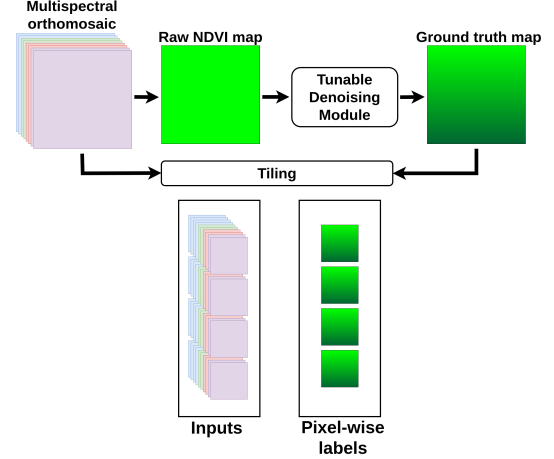 Multispectral
orthomosaic
Raw NDVI map
Ground truth map
Tunable
Denoising
Module
Tiling
Inputs
Pixel-wise
labels